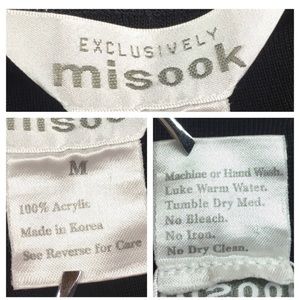 EXCLUSIVELY
misook
misook
M
100% Acrylic
Made in Korea
See Reverse for Care
Machine or Hand Wash.
Luke Warm Water.
Tumble Dry Med.
No Bleach.
No Iron.
No Dry Clean.